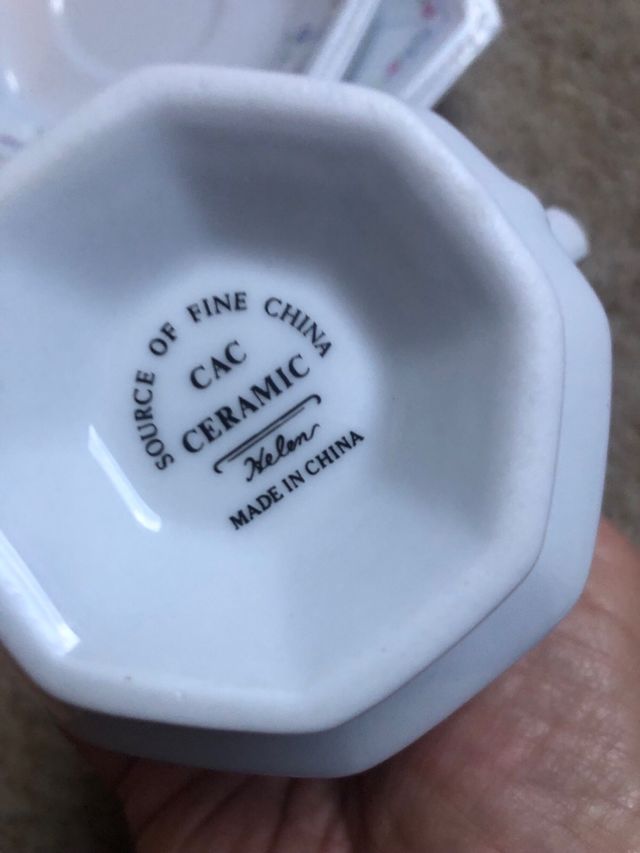 SOURCE OF FINE CHINA
CAC
CERAMIC
Helen
MADE IN CHINA